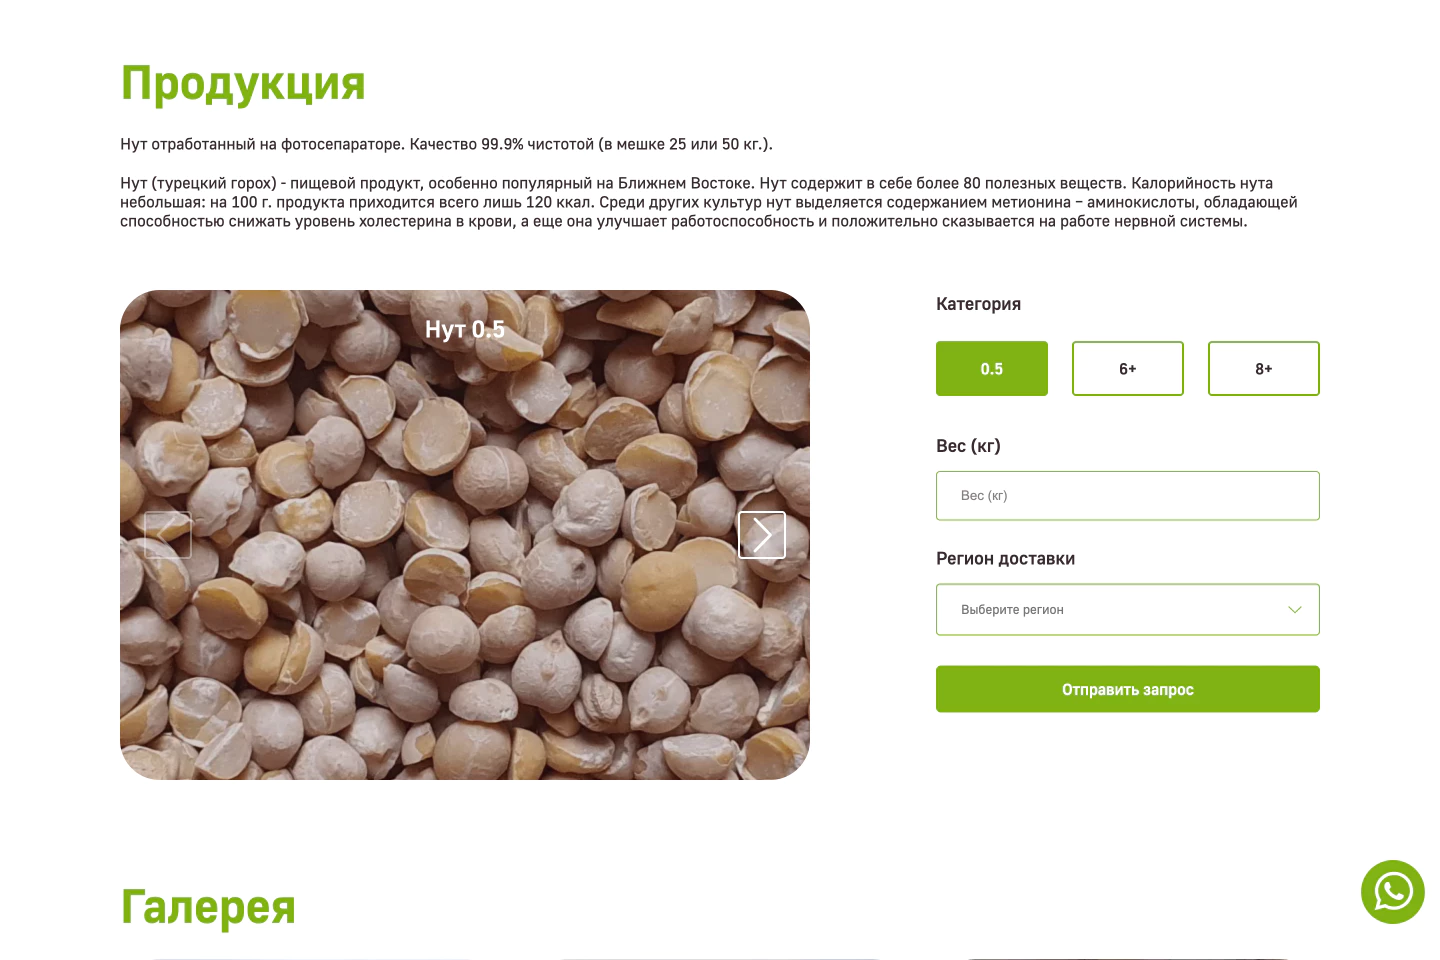 Продукция
Нут отработанный на фотосепараторе. Качество 99.9% чистотой (в мешке 25 или 50 кг.).
Нут (турецкий горох) - пищевой продукт, особенно популярный на Ближнем Востоке. Нут содержит в себе более 80 полезных веществ. Калорийность нута
небольшая: на 100 г. продукта приходится всего лишь 120 ккал. Среди других культур нут выделяется содержанием метионина – аминокислоты, обладающей
способностью снижать уровень холестерина в крови, а еще она улучшает работоспособность и положительно сказывается на работе нервной системы.
Нут 0.5
Категория
0.5
6+
8+
Вес (кг)
Вес (кг)
Регион доставки
Выберите регион
Отправить запрос
Галерея